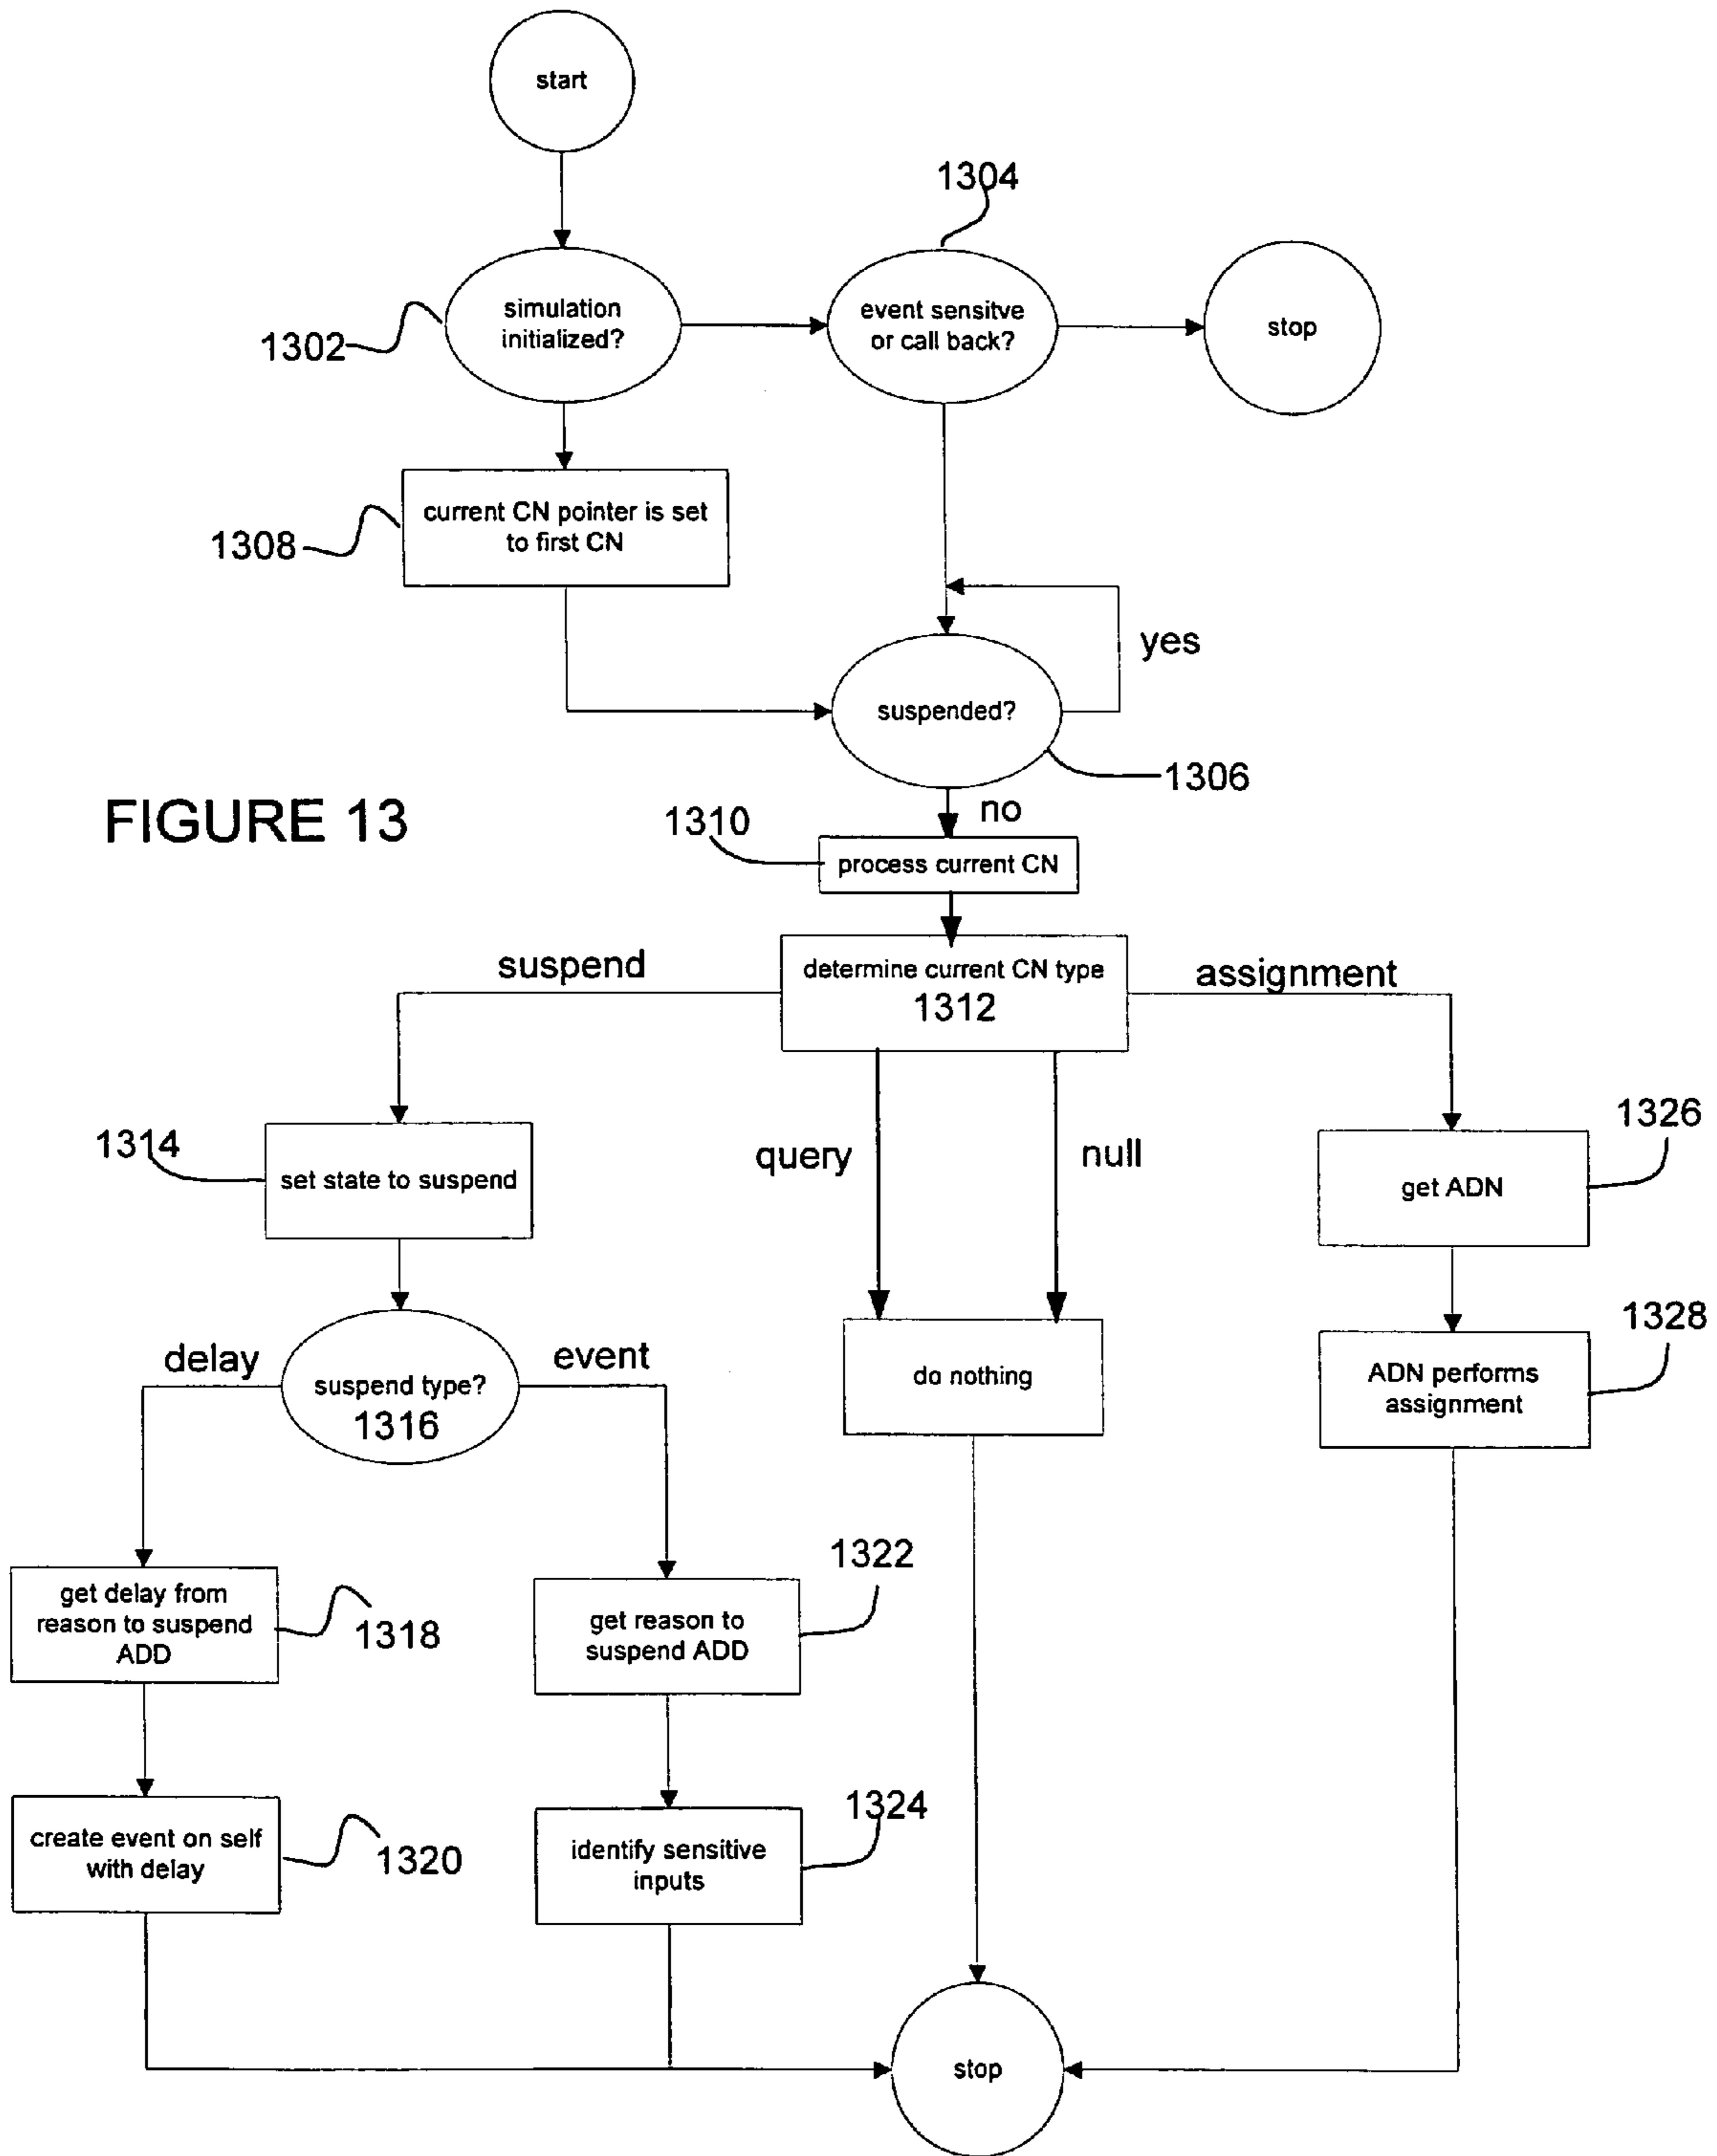 start
1304
simulation
initialized?
event sensitve
or call back?
stop
1302
current CN pointer is set
to first CN
1308
yes
suspended?
1306
FIGURE 13
no
1310
process current CN
suspend
determine current CN type
1312
assignment
1314
set state to suspend
query
null
1326
get ADN
delay
event
suspend type?
1316
do nothing
1328
ADN performs
assignment
get delay from
reason to suspend
ADD
1318
1322
get reason to
suspend ADD
create event on self
with delay
1320
1324
identify sensitive
inputs
stop